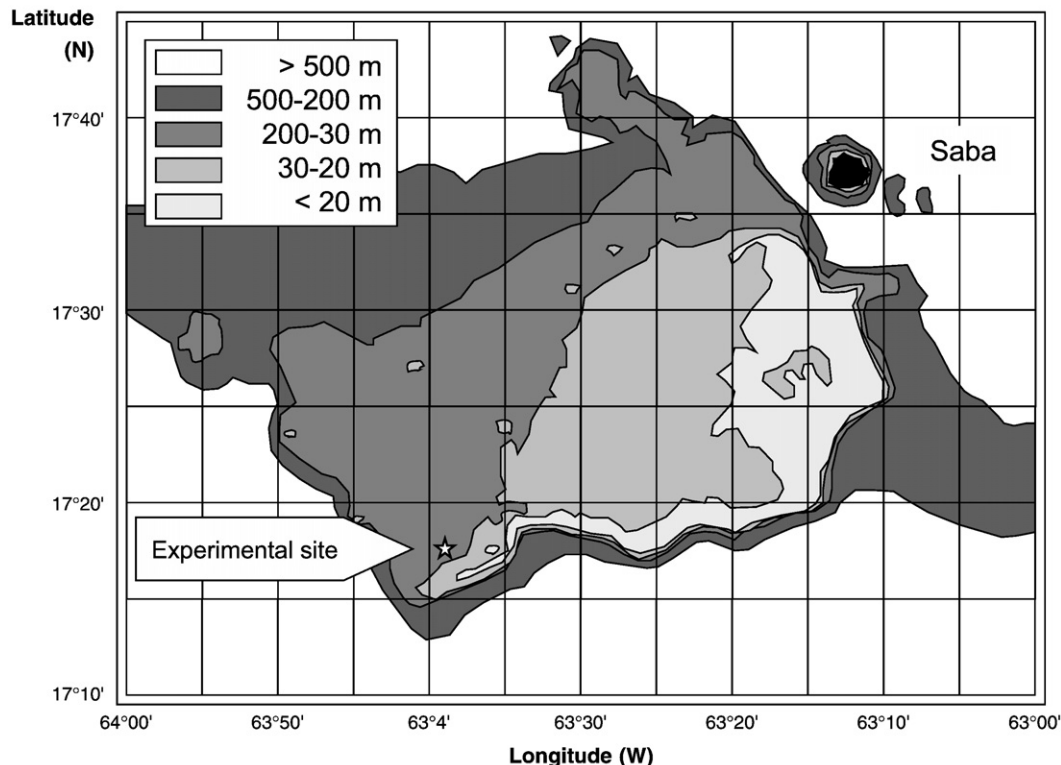 Latitude
(N)
> 500 m
500-200 m
200-30 m
30-20 m
< 20 m
Saba
17°40'
17°30'
17°20'
17°10'
Experimental site
64°00'
63°50'
63°4'
63°30'
63°20'
63°10'
63°00'
Longitude (W)